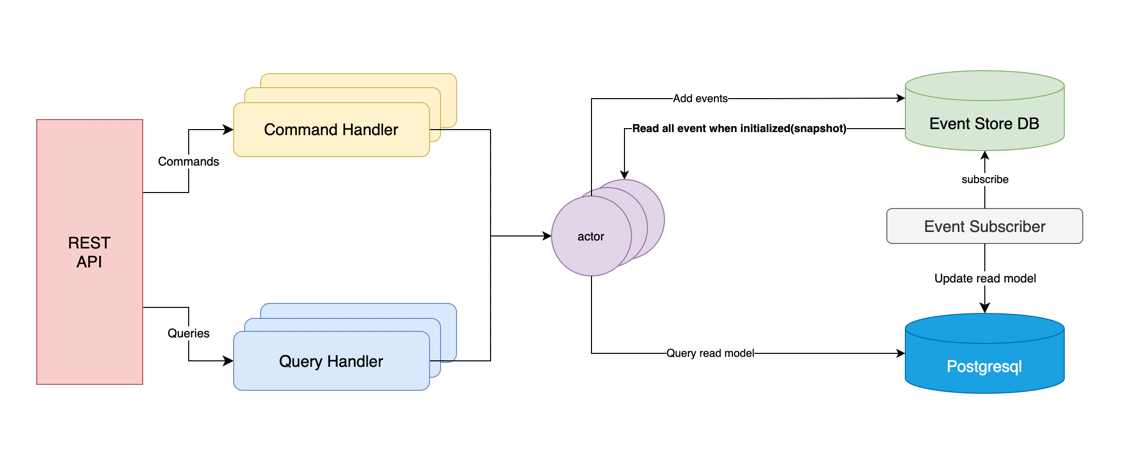 REST
API
Commands
Queries
Command Handler
Query Handler
actor
Add events
Read all event when initialized(snapshot)
Query read model
Event Store DB
subscribe
Event Subscriber
Update read model
Postgresql